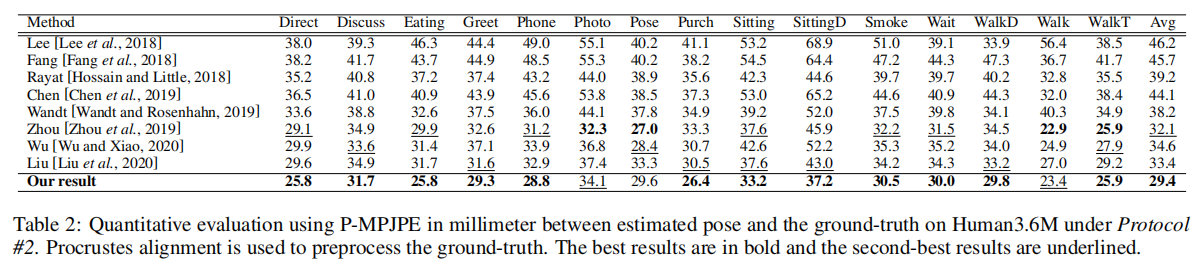 Method Direct Discuss Eating Greet Phone Photo Pose Purch Sitting SittingD Smoke Wait WalkD Walk WalkT Avg
Lee [Lee et al., 2018] 38.0 39.3 46.3 44.4 49.0 55.1 40.2 41.1 53.2 68.9 51.0 39.1 33.9 56.4 38.5 46.2
Fang [Fang et al., 2018] 38.2 41.7 43.7 44.9 48.5 55.3 40.2 38.2 54.5 64.4 47.2 44.3 47.3 36.7 41.7 45.7
Rayat [Hossain and Little, 2018] 35.2 40.8 37.2 37.4 43.2 44.0 38.9 35.6 42.3 44.6 39.7 39.7 40.2 32.8 35.5 39.2
Chen [Chen et al., 2019] 36.5 41.0 40.9 43.9 45.6 53.8 38.5 37.3 53.0 65.2 44.6 40.9 44.3 32.0 38.4 44.1
Wandt [Wandt and Rosenhahn, 2019] 33.6 38.8 32.6 37.5 36.0 44.1 37.8 34.9 39.2 52.0 37.5 39.8 34.1 40.3 34.9 38.2
Zhou [Zhou et al., 2019] 29.1 34.9 29.9 32.6 31.2 32.3 27.0 33.3 37.6 45.9 32.2 31.5 34.5 22.9 25.9 32.1
Wu [Wu and Xiao, 2020] 29.9 33.6 31.4 37.1 33.9 36.8 28.4 30.7 42.6 52.2 35.3 35.2 34.0 24.9 27.9 34.6
Liu [Liu et al., 2020] 29.6 34.9 31.7 31.6 32.9 37.4 33.3 30.5 37.6 43.0 34.2 34.3 33.2 27.0 29.2 33.4
Our result 25.8 31.7 25.8 29.3 28.8 34.1 29.6 26.4 33.2 37.2 30.5 30.0 29.8 23.4 25.9 29.4
Table 2: Quantitative evaluation using P-MPJPE in millimeter between estimated pose and the ground-truth on Human3.6M under Protocol
#2. Procrustes alignment is used to preprocess the ground-truth. The best results are in bold and the second-best results are underlined.